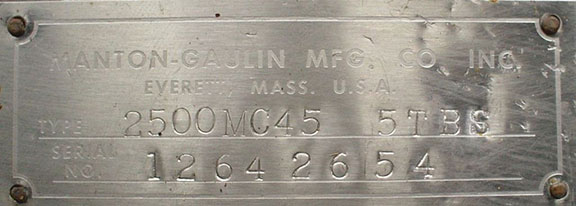 MANTON-GAULIN MFG. CO. INC.
EVERETT, MASS. U.S.A.
TYPE 2500MC45 5TBS
SERIAL NO. 12642654